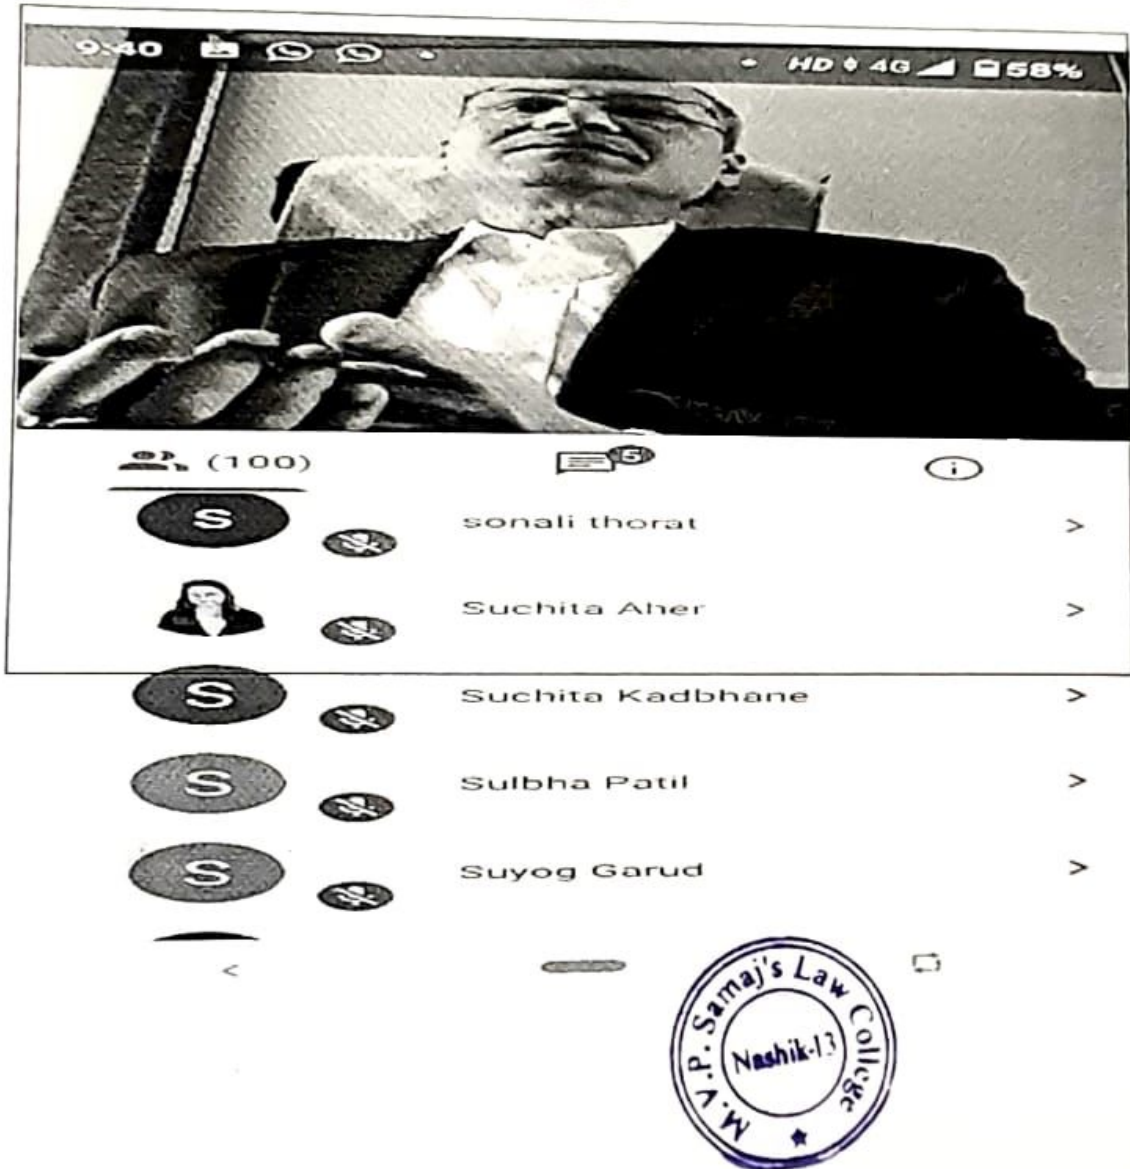 9:40 HD 4G 58%
(100) 5
S sonali thorat >
Suchita Aher >
S Suchita Kadbhane >
S Sulbha Patil >
S Suyog Garud >
<
M.V.P. Samaj's Law College
Nashik-13